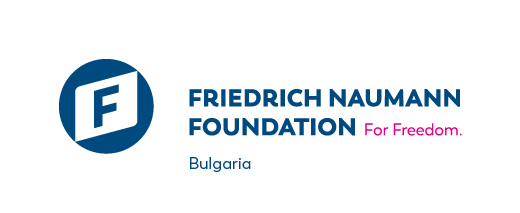 F
FRIEDRICH NAUMANN
FOUNDATION For Freedom.
Bulgaria